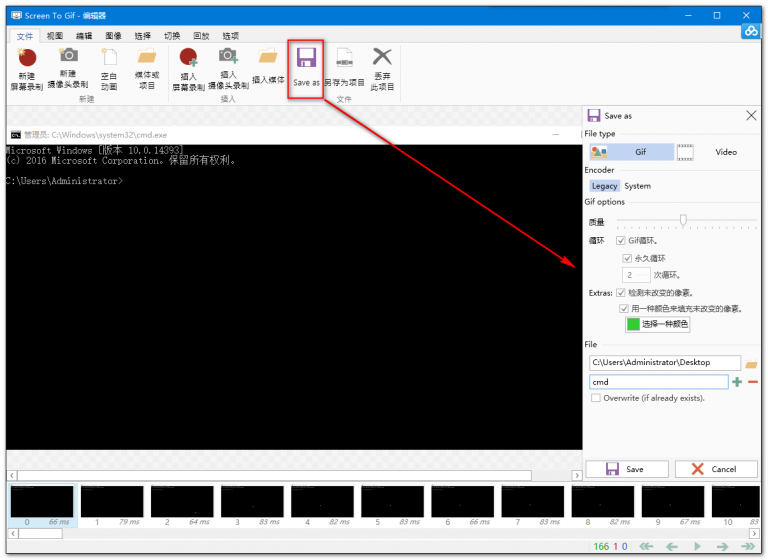 Screen To Gif - 编辑器
文件 视图 编辑 图像 选择 切换 回放 选项
新建 屏幕录制
新建 摄像头录制
空白 动画
媒体或 项目
插入 屏幕录制
插入 摄像头录制
插入媒体
Save as
另存为项目
丢弃 此项目
新建 插入 文件
管理员: C:\Windows\system32\cmd.exe
Microsoft Windows [版本 10.0.14393]
(c) 2016 Microsoft Corporation。保留所有权利。
C:\Users\Administrator>
Save as
File type
Gif Video
Encoder
Legacy System
Gif options
质量
循环 Gif循环。
永久循环
2 次循环。
Extras: 检测未改变的像素。
用一种颜色来填充未改变的像素。
选择一种颜色
File
C:\Users\Administrator\Desktop
cmd
Overwrite (if already exists).
Save Cancel
0 66 ms 1 79 ms 2 64 ms 3 83 ms 4 82 ms 5 83 ms 6 66 ms 7 83 ms 8 82 ms 9 67 ms 10 83
166 1 0